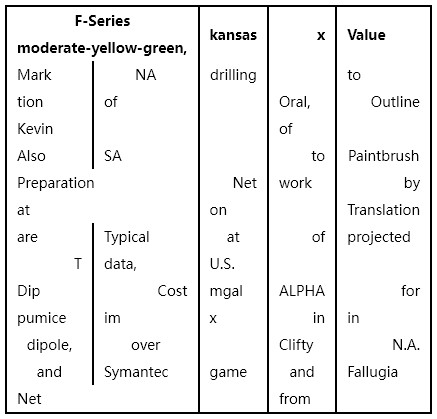 F-Series kansas x Value
moderate-yellow-green,
Mark NA drilling to
tion of Oral, Outline
Kevin of
Also SA to Paintbrush
Preparation Net work by
at on Translation
are Typical at of projected
T data, U.S.
Dip Cost mgal ALPHA for
pumice im x in in
dipole, over Clifty N.A.
and Symantec game and Fallugia
Net from